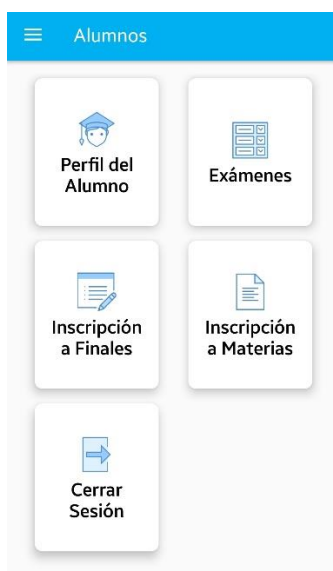 Alumnos
Perfil del
Alumno
Exámenes
Inscripción
a Finales
Inscripción
a Materias
Cerrar
Sesión